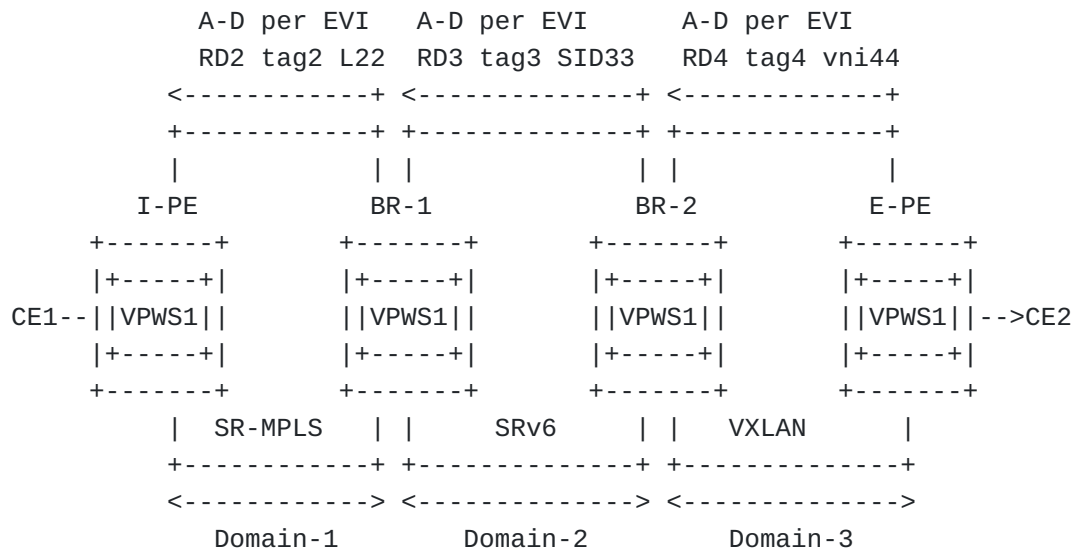 A-D per EVI A-D per EVI A-D per EVI
RD2 tag2 L22 RD3 tag3 SID33 RD4 tag4 vni44
<------------+ <-------------+ <-------------+
+------------+ +-------------+ +-------------+
| | | | | |
I-PE BR-1 BR-2 E-PE
+-------+ +-------+ +-------+ +-------+
|+-----+| |+-----+| |+-----+| |+-----+|
CE1--||VPWS1|| ||VPWS1|| ||VPWS1|| ||VPWS1||-->CE2
|+-----+| |+-----+| |+-----+| |+-----+|
+-------+ +-------+ +-------+ +-------+
| SR-MPLS | | SRv6 | | VXLAN |
+------------+ +-------------+ +--------------+
<------------> <-------------> <-------------->
Domain-1 Domain-2 Domain-3